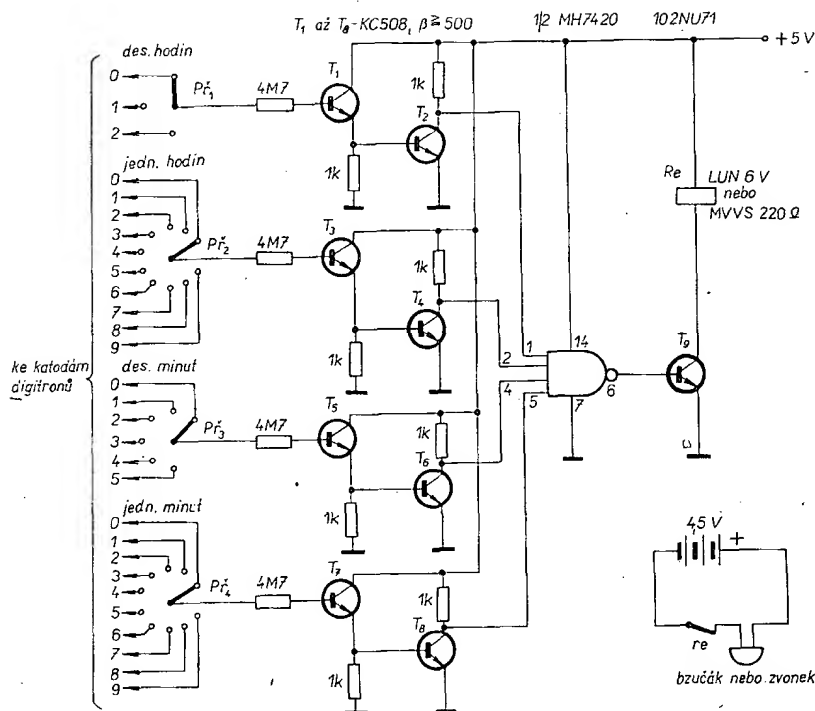 T₁ až T₈-KC508, β≧500
1/2 MH7420
102NU71
+5V
des. hodin
0
1
2
Př₁
4M7
T₁
1k
T₂
1k
jedn. hodin
0
1
2
3
4
5
6
7
8
9
Př₂
4M7
T₃
1k
T₄
1k
ke katodám
digitronů
des. minut
0
1
2
3
4
5
Př₃
4M7
T₅
1k
T₆
1k
jedn. minut
0
1
2
3
4
5
6
7
8
9
Př₄
4M7
T₇
1k
T₈
1k
1
2
4
5
14
7
6
Re
LUN 6 V
nebo
MVVS 220 Ω
T₉
4,5 V
+
re
bzučák nebo zvonek